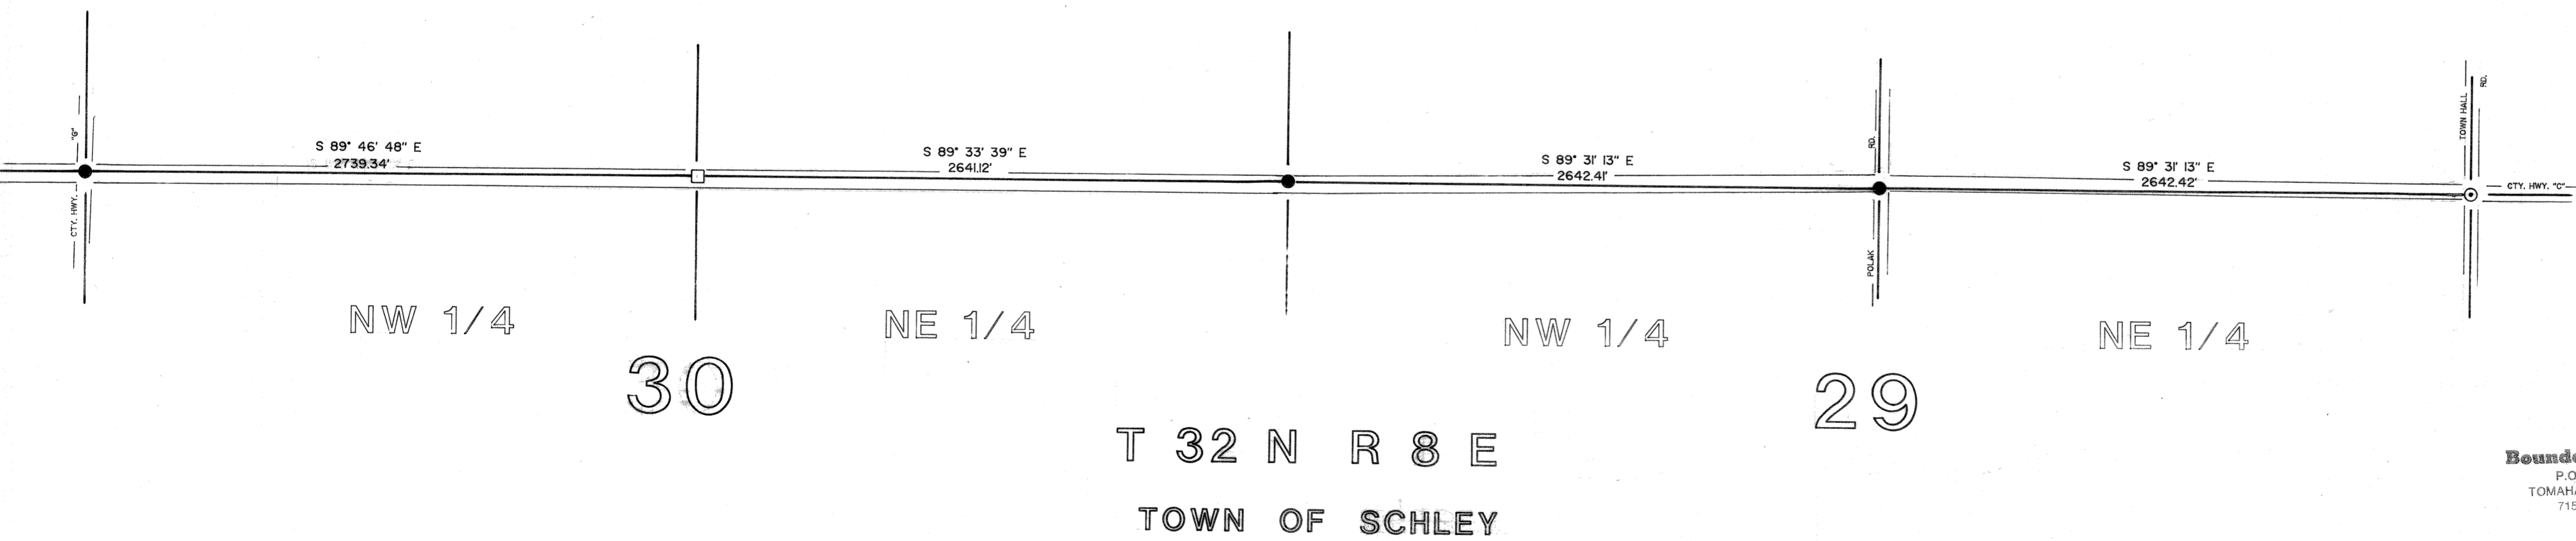 "G"
CTY. HWY.
S 89° 46' 48" E
2739.34'
S 89° 33' 39" E
2641.12'
S 89° 31' 13" E
2642.41'
RD.
POLAK
S 89° 31' 13" E
2642.42'
RD.
TOWN HALL
CTY. HWY. "C"
NW 1/4
NE 1/4
NW 1/4
NE 1/4
30
29
T 32 N R 8 E
TOWN OF SCHLEY
P.O
715